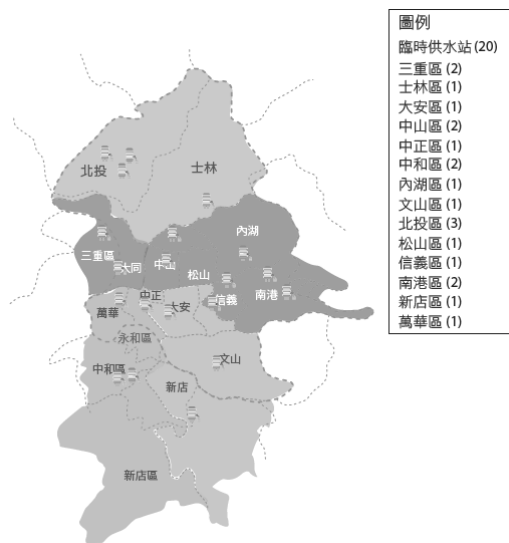 圖例
臨時供水站 (20)
三重區 (2)
士林區 (1)
大安區 (1)
中山區 (2)
中正區 (1)
中和區 (2)
內湖區 (1)
文山區 (1)
北投區 (3)
松山區 (1)
信義區 (1)
南港區 (2)
新店區 (1)
萬華區 (1)
北投
士林
內湖
三重區
大同
中山
松山
信義
南港
中正
萬華
大安
永和區
中和區
文山
新店
新店區